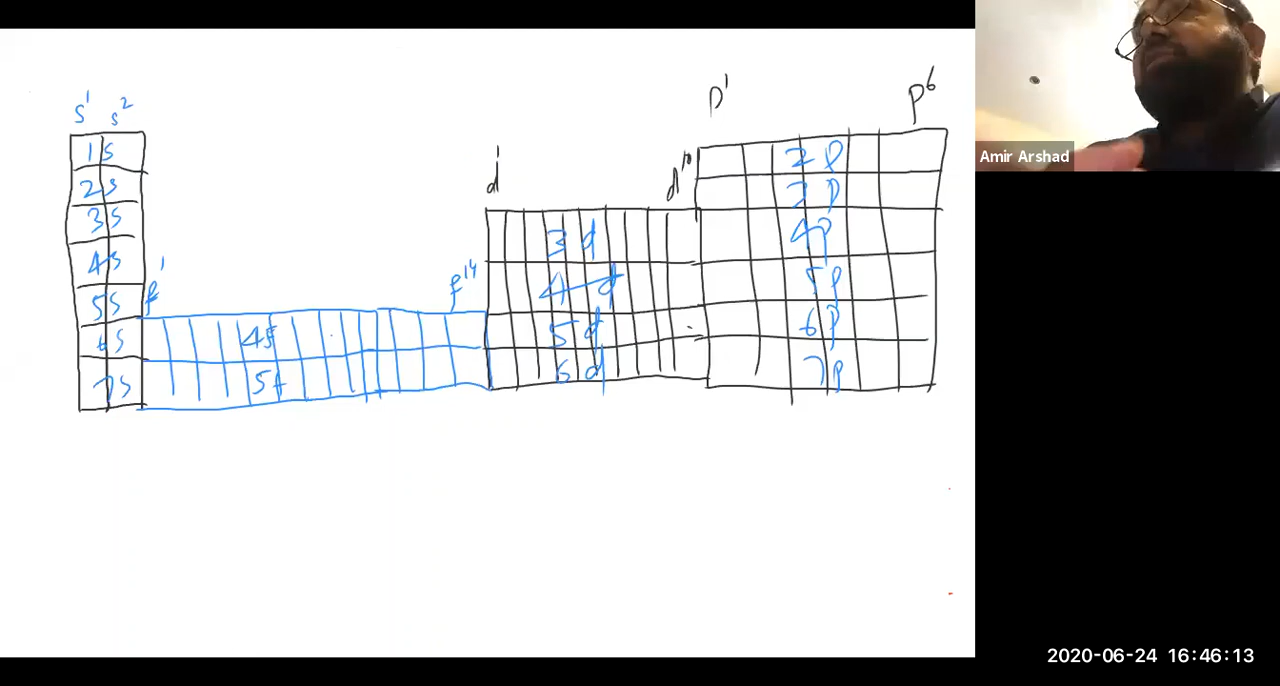 s¹ s²
p¹ p⁶
d¹ d¹⁰
f¹ f¹⁴
1s
2s
3s
4s
5s
6s
7s
4f
5f
3d
4d
5d
6d
2p
3p
4p
5p
6p
7p
Amir Arshad
2020-06-24 16:46:13